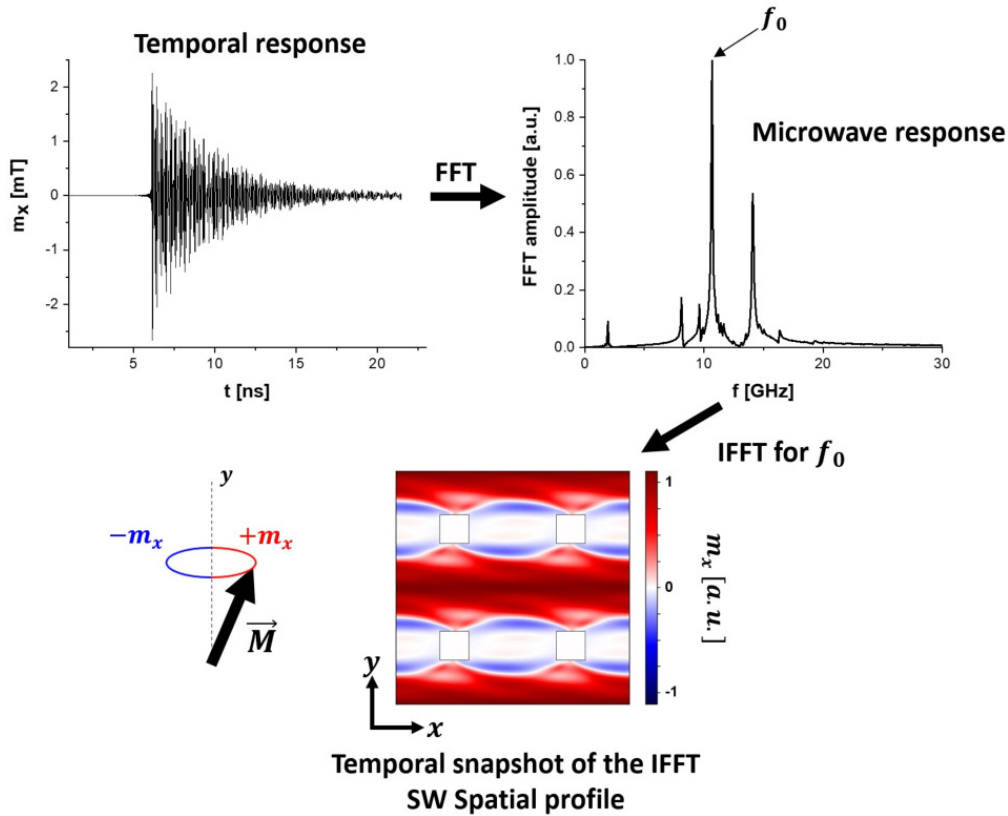 Temporal response
2
1
0
-1
-2
m_x [mT]
5
10
15
20
t [ns]
FFT
f_0
Microwave response
1.0
0.8
0.6
0.4
0.2
0.0
FFT amplitude [a.u.]
0
10
20
30
f [GHz]
IFFT for f_0
y
−m_x
+m_x
M⃗
1
0
-1
m_x [a.u.]
y
x
Temporal snapshot of the IFFT
SW Spatial profile